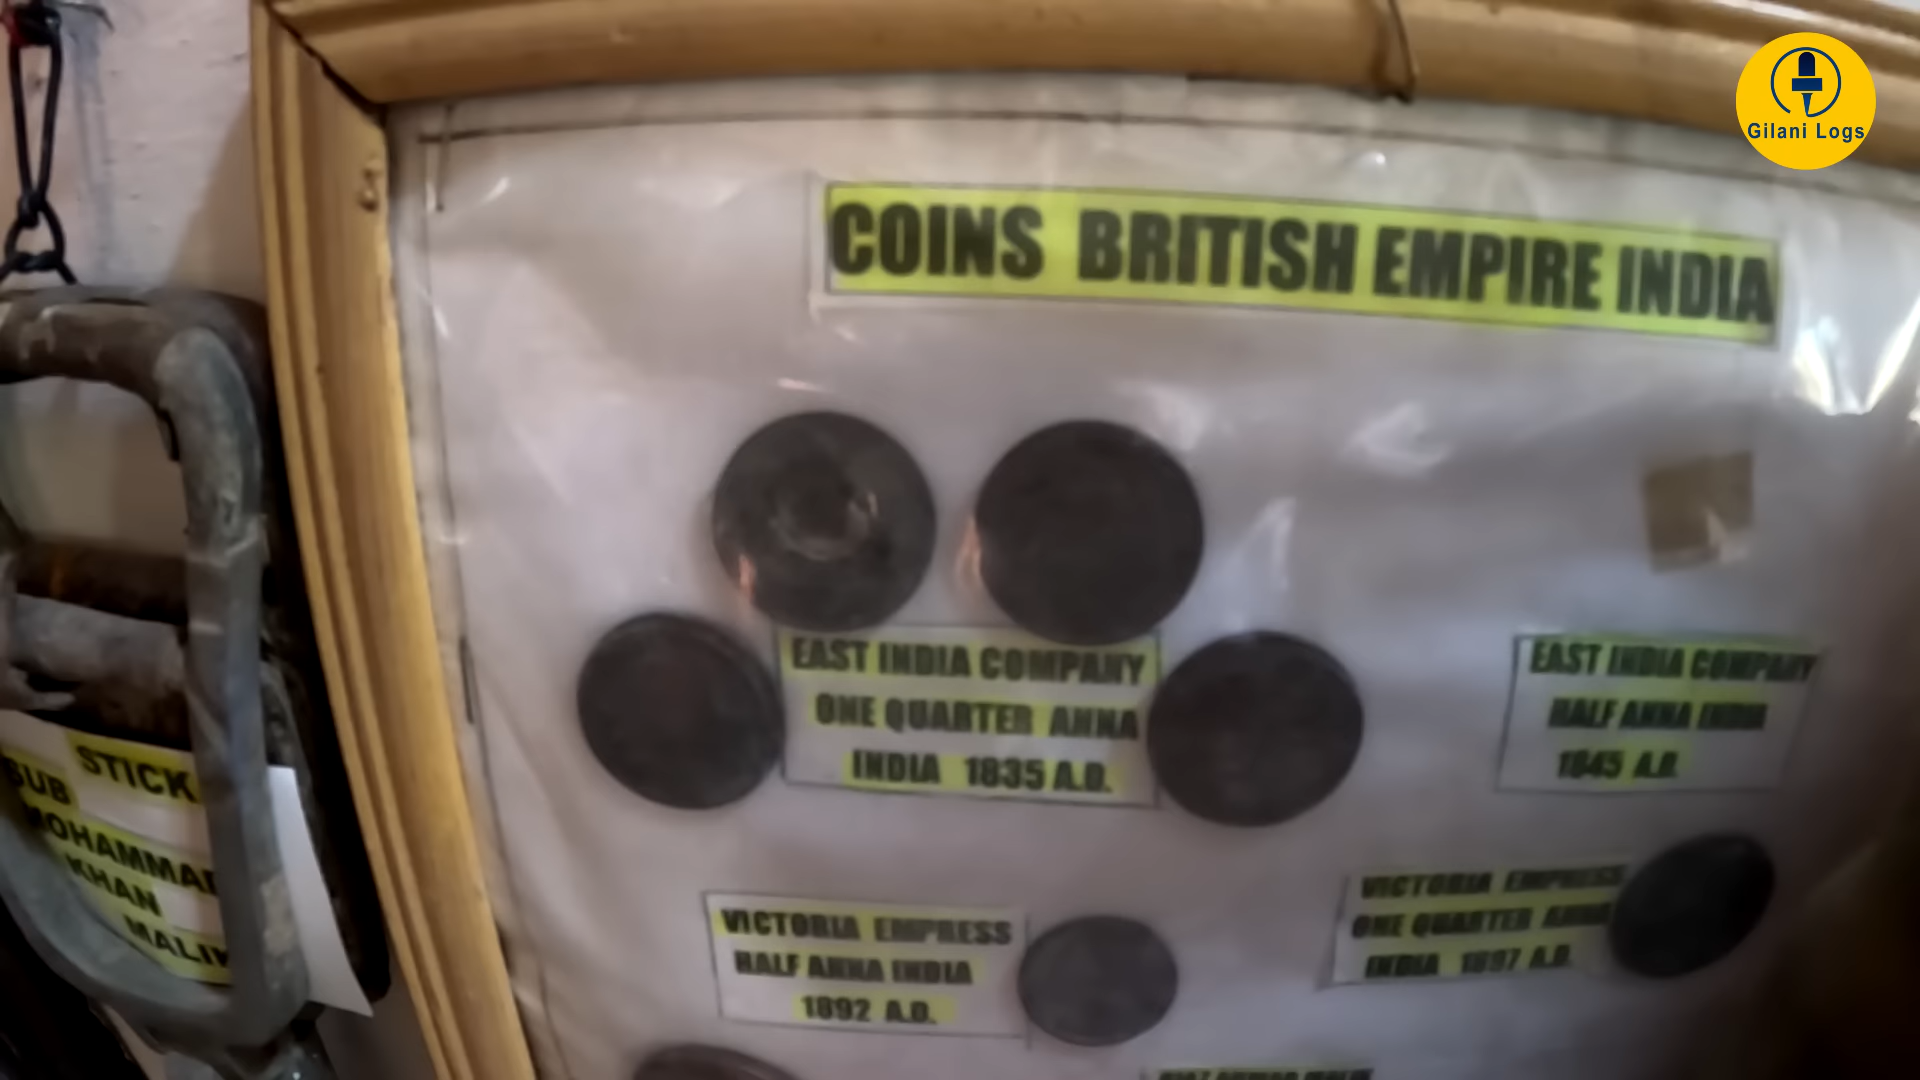 Gilani Logs
COINS BRITISH EMPIRE INDIA
EAST INDIA COMPANY
ONE QUARTER ANNA
INDIA 1835 A.D.
EAST INDIA COMPANY
HALF ANNA INDIA
1845 A.D.
VICTORIA EMPRESS
HALF ANNA INDIA
1892 A.D.
VICTORIA EMPRESS
ONE QUARTER ANNA
INDIA 1897 A.D.
STICK
SUB
MOHAMMAD
KHAN
MALIK